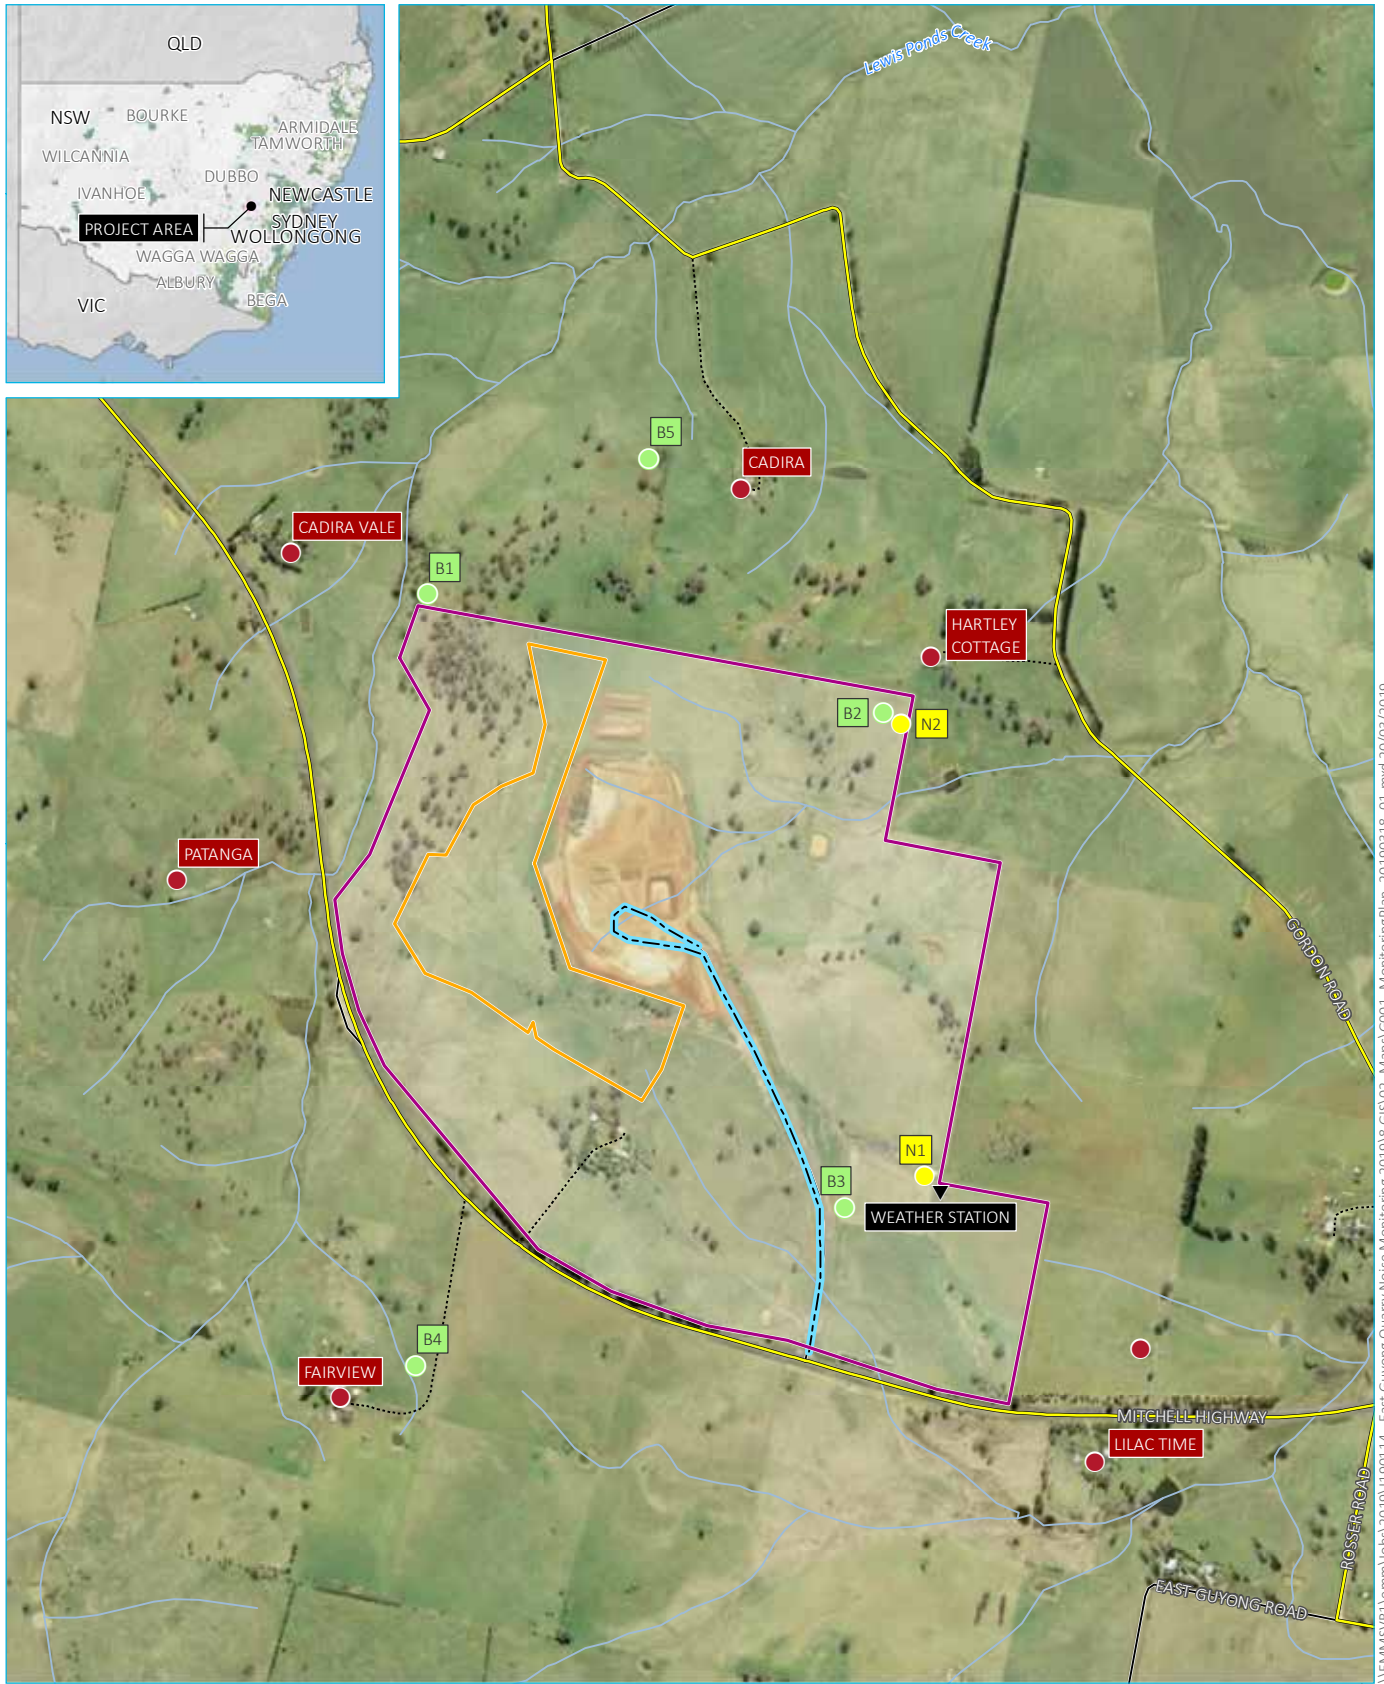 QLD
NSW
BOURKE
ARMIDALE
TAMWORTH
WILCANNIA
DUBBO
IVANHOE
NEWCASTLE
PROJECT AREA
SYDNEY
WOLLONGONG
WAGGA WAGGA
ALBURY
BEGA
VIC
Lewis Ponds Creek
B5
CADIRA
CADIRA VALE
B1
HARTLEY
COTTAGE
B2
N2
PATANGA
GORDON ROAD
N1
B3
WEATHER STATION
B4
FAIRVIEW
MITCHELL HIGHWAY
LILAC TIME
ROSSER ROAD
EAST GUYONG ROAD